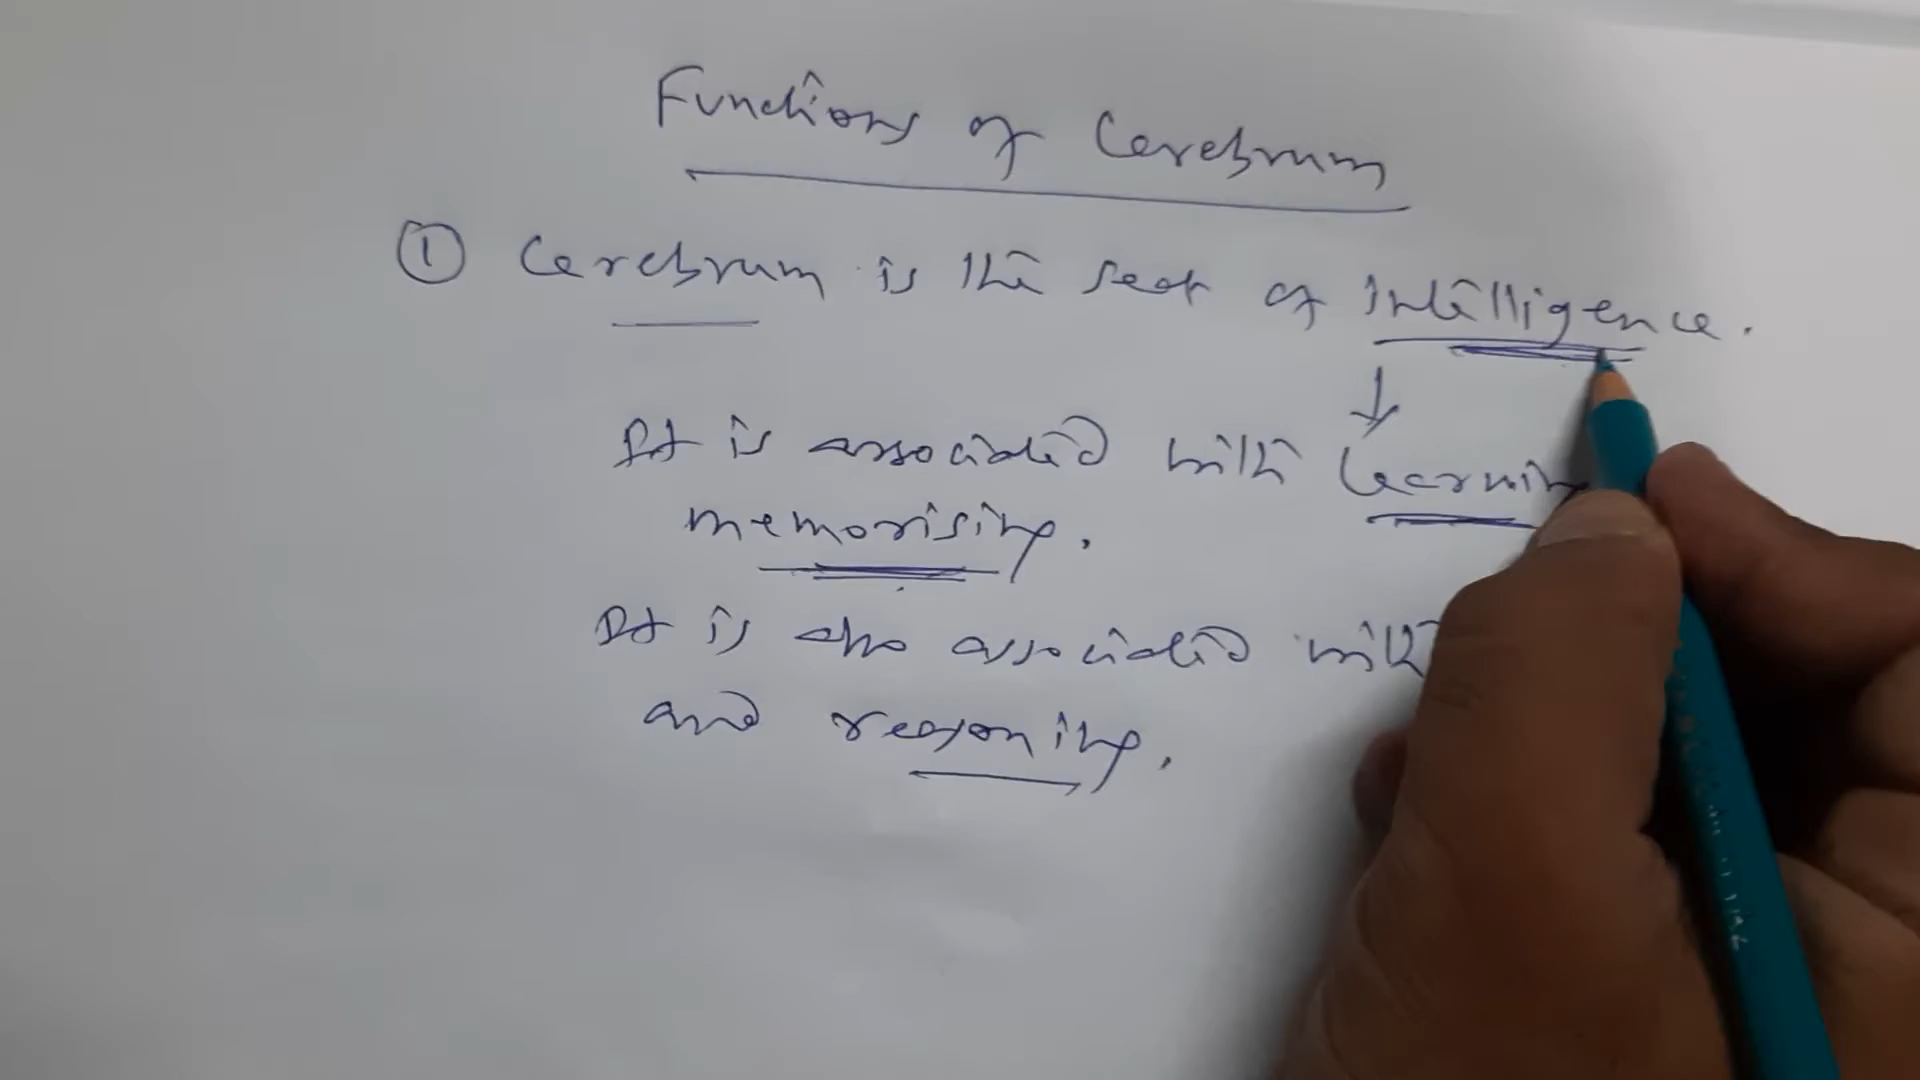 Functions of Cerebrum
① Cerebrum is the seat of Intelligence.
↓
It is associated with learnin
memorising.
It is also associated with
and reasoning.